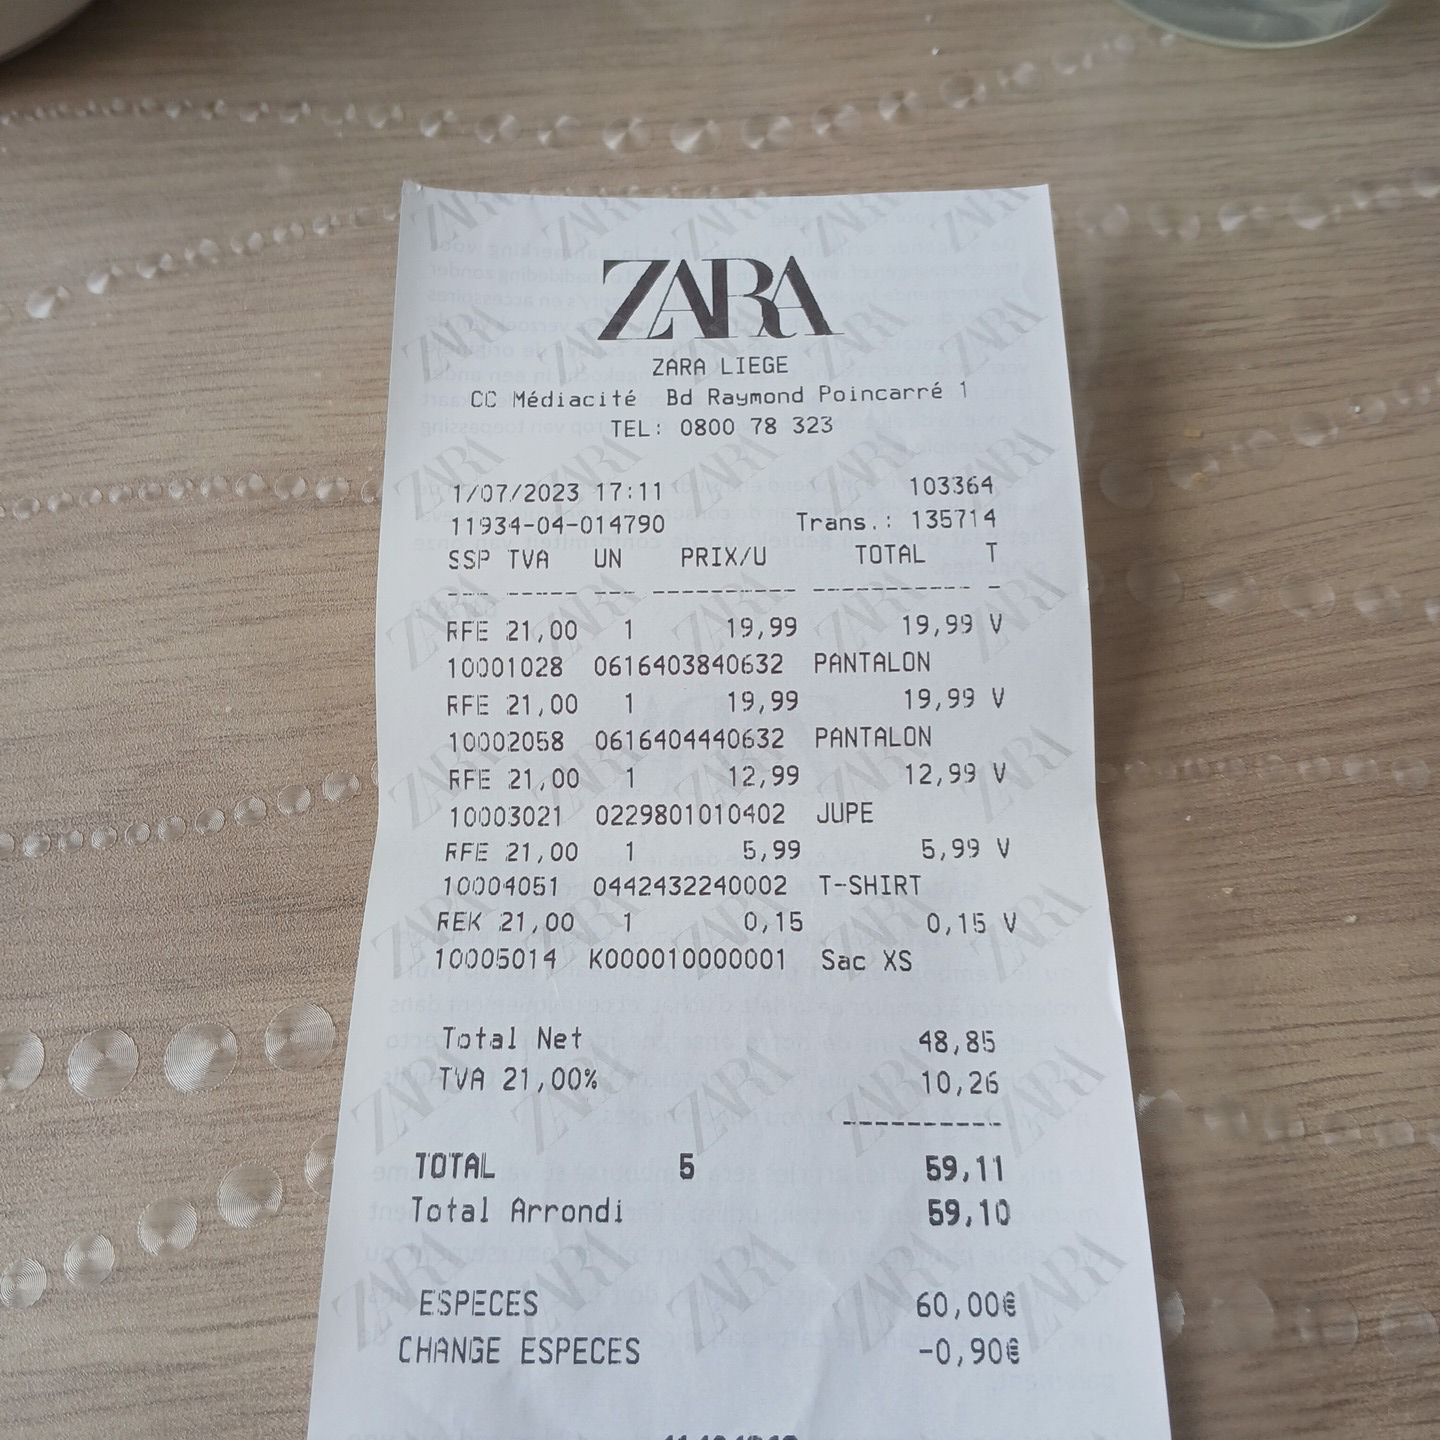 ZARA
ZARA LIEGE
CC Médiacité Bd Raymond Poincarré 1
TEL: 0800 78 323
1/07/2023 17:11 103364
11934-04-014790 Trans.: 135714
SSP TVA UN PRIX/U TOTAL T
--- ----- --- ---------- ----------- -
RFE 21,00 1 19,99 19,99 V
10001028 0616403840632 PANTALON
RFE 21,00 1 19,99 19,99 V
10002058 0616404440632 PANTALON
RFE 21,00 1 12,99 12,99 V
10003021 0229801010402 JUPE
RFE 21,00 1 5,99 5,99 V
10004051 0442432240002 T-SHIRT
REK 21,00 1 0,15 0,15 V
10005014 K000010000001 Sac XS
Total Net 48,85
TVA 21,00% 10,26
-----------
TOTAL 5 59,11
Total Arrondi 59,10
ESPECES 60,00€
CHANGE ESPECES -0,90€